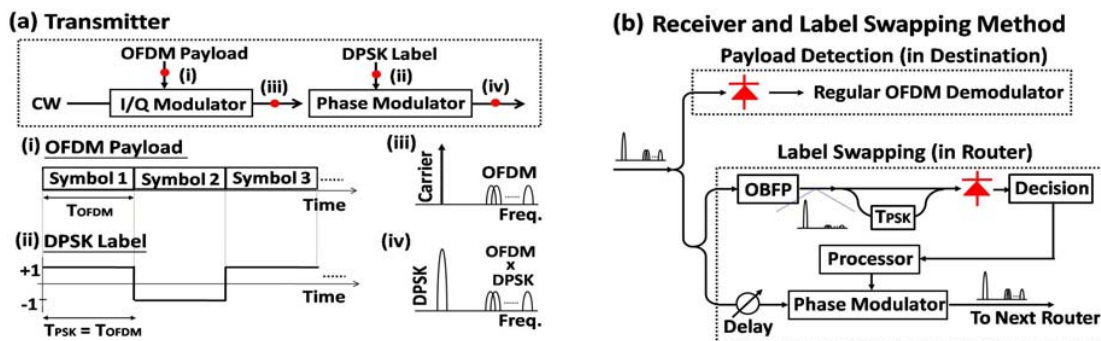 (a) Transmitter
OFDM Payload
DPSK Label
(i)
(ii)
CW
I/Q Modulator
(iii)
Phase Modulator
(iv)
(i) OFDM Payload
Symbol 1
Symbol 2
Symbol 3
......
TOFDM
Time
(ii) DPSK Label
+1
-1
......
Time
TPSK = TOFDM
(iii)
Carrier
OFDM
......
Freq.
(iv)
DPSK
OFDM
x
DPSK
......
Freq.
(b) Receiver and Label Swapping Method
Payload Detection (in Destination)
Regular OFDM Demodulator
Label Swapping (in Router)
OBFP
TPSK
Decision
Processor
Phase Modulator
Delay
To Next Router